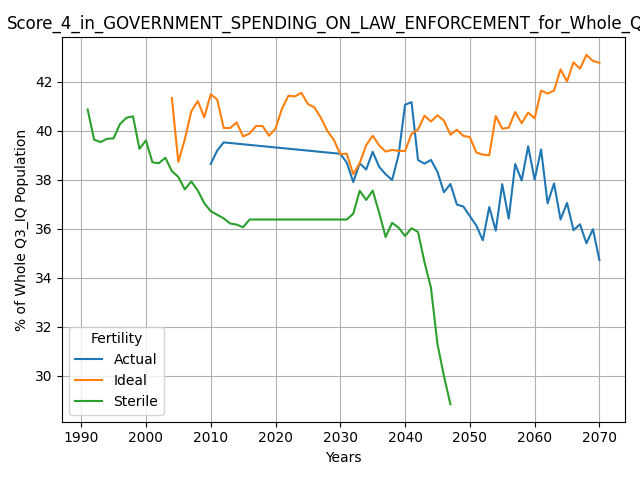 Score_4_in_GOVERNMENT_SPENDING_ON_LAW_ENFORCEMENT_for_Whole_Q
% of Whole Q3_IQ Population
42
40
38
36
34
32
30
Fertility
Actual
Ideal
Sterile
1990 2000 2010 2020 2030 2040 2050 2060 2070
Years